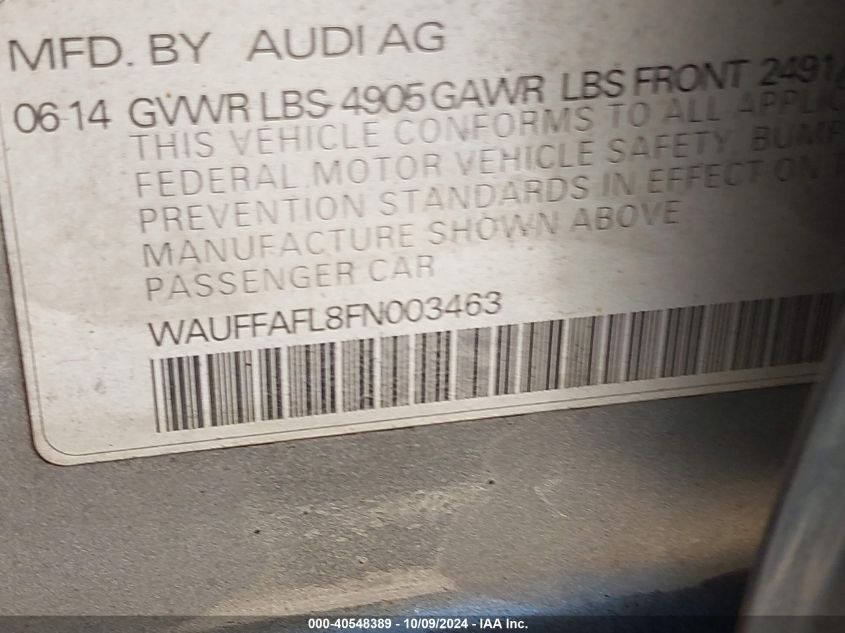 MFD. BY AUDI AG
06-14 GVWR LBS 4905 GAWR LBS FRONT 2491
THIS VEHICLE CONFORMS TO ALL
FEDERAL MOTOR VEHICLE SAFETY,
PREVENTION STANDARDS IN EFFECT ON
MANUFACTURE SHOWN ABOVE
PASSENGER CAR
WAUFFAFL8FN003463
000-40548389 - 10/09/2024 - IAA Inc.